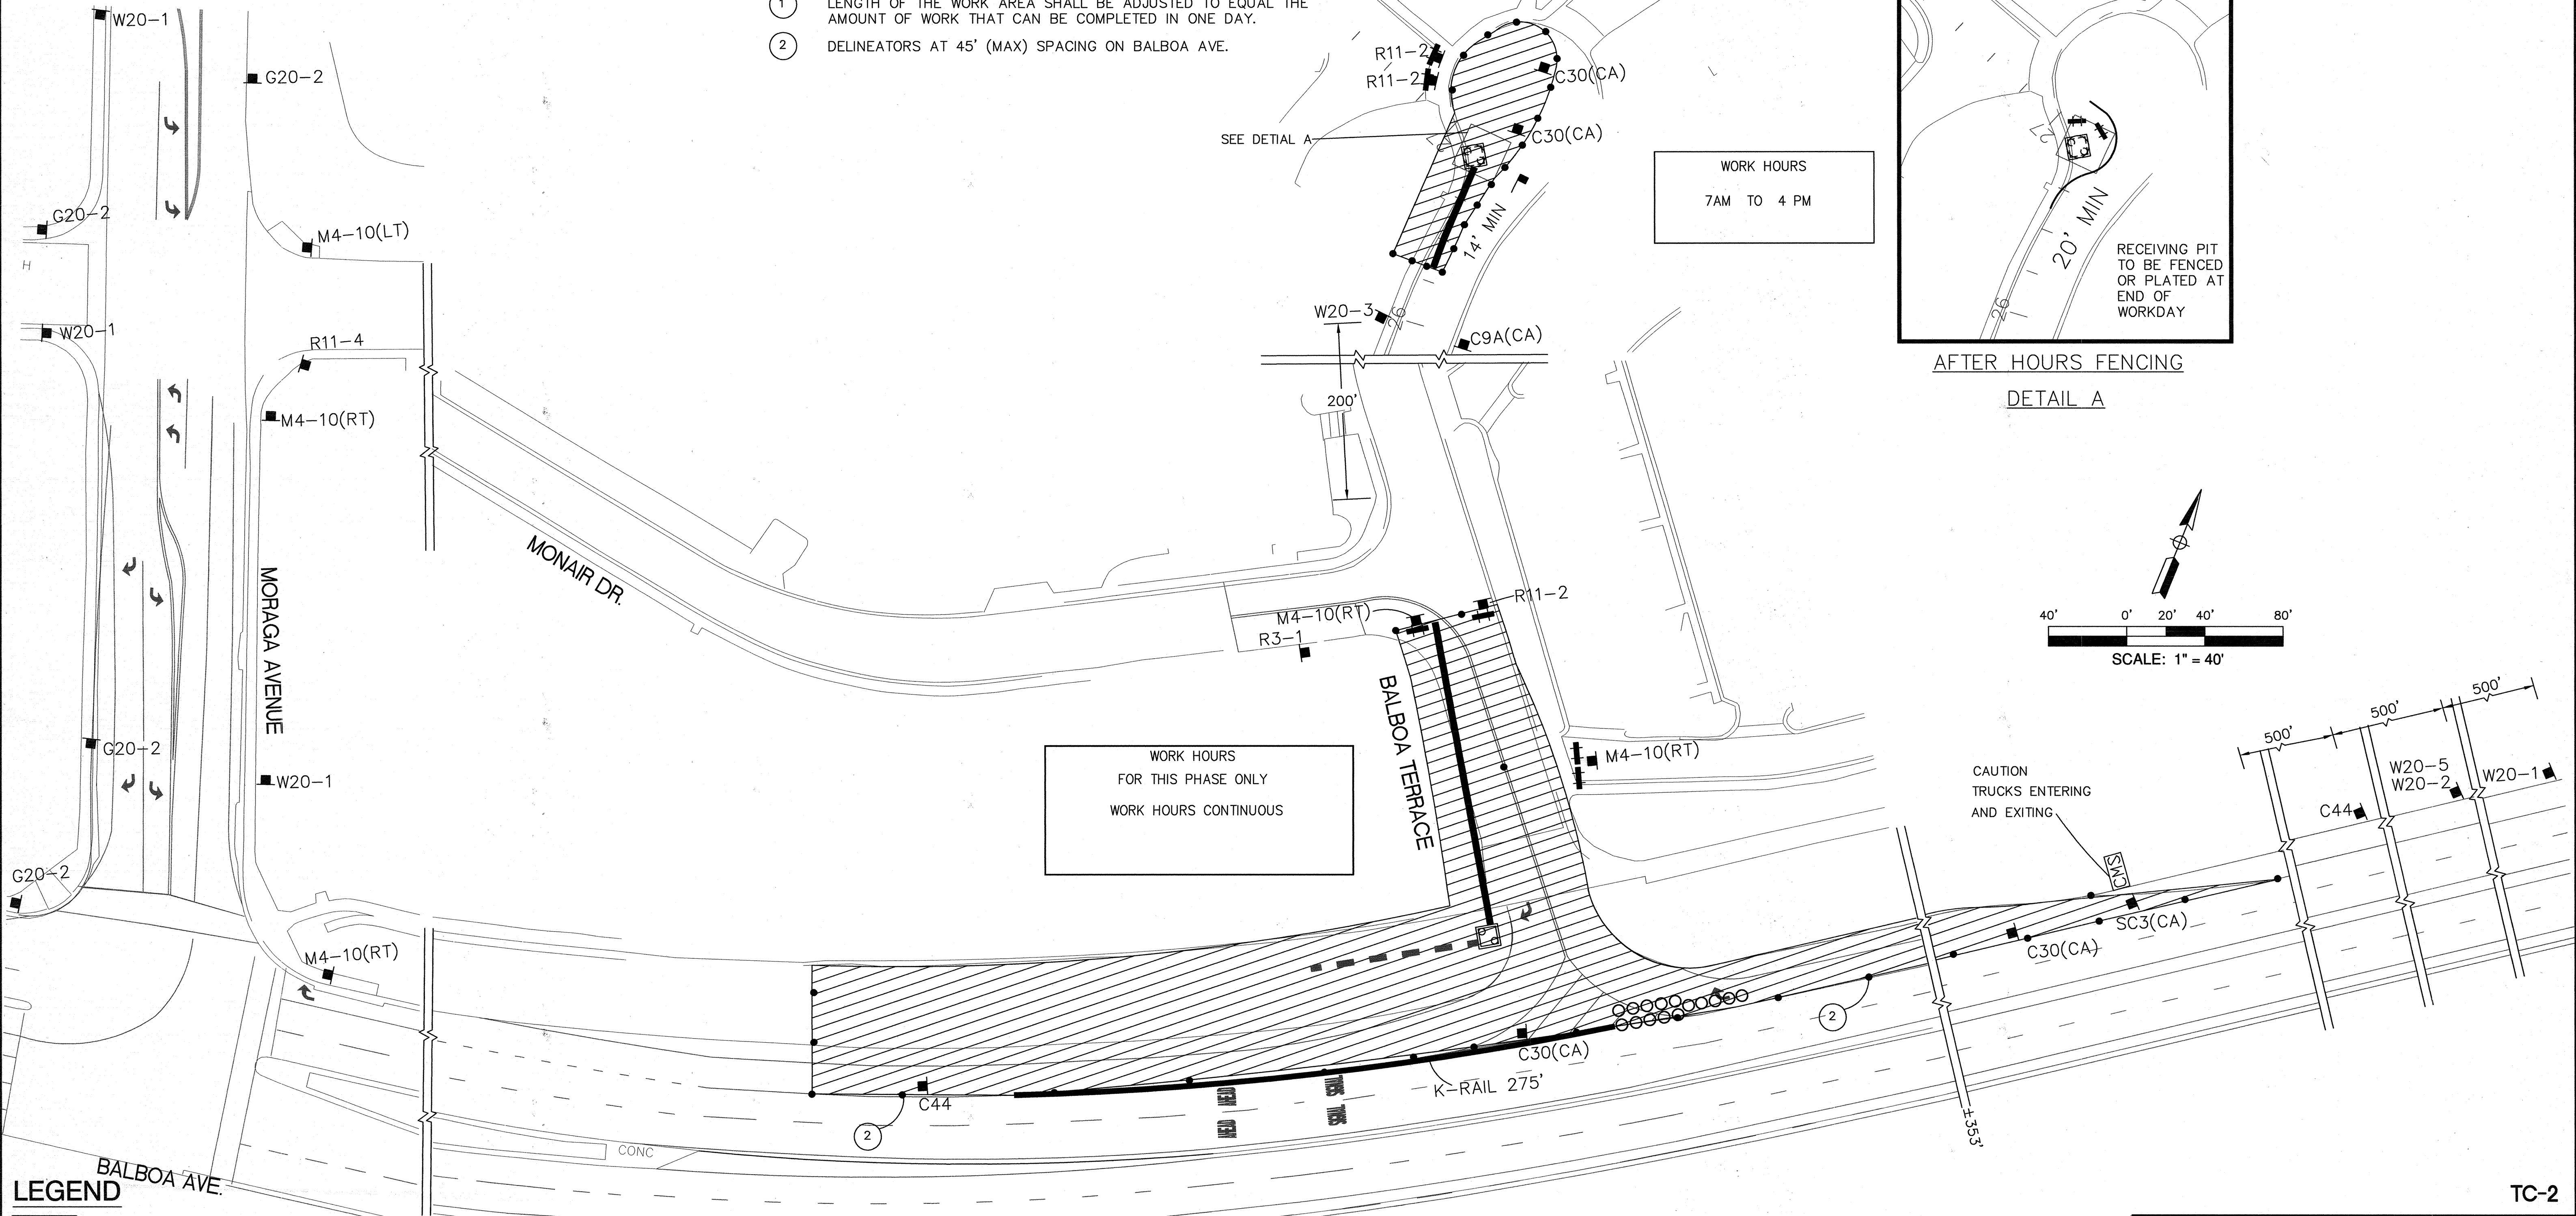 1 LENGTH OF THE WORK AREA SHALL BE ADJUSTED TO EQUAL THE
AMOUNT OF WORK THAT CAN BE COMPLETED IN ONE DAY.
2 DELINEATORS AT 45' (MAX) SPACING ON BALBOA AVE.
W20-1
G20-2
G20-2
M4-10(LT)
H
W20-1
R11-4
M4-10(RT)
MORAGA AVENUE
G20-2
W20-1
G20-2
M4-10(RT)
BALBOA AVE.
LEGEND
MONAIR DR.
R11-2
R11-2
C30(CA)
C30(CA)
SEE DETIAL A
27
14' MIN
W20-3
26
C9A(CA)
200'
WORK HOURS
7AM TO 4 PM
27
20' MIN
26
RECEIVING PIT
TO BE FENCED
OR PLATED AT
END OF
WORKDAY
AFTER HOURS FENCING
DETAIL A
M4-10(RT)
R11-2
R3-1
BALBOA TERRACE
M4-10(RT)
WORK HOURS
FOR THIS PHASE ONLY
WORK HOURS CONTINUOUS
40' 0' 20' 40' 80'
SCALE: 1" = 40'
500'
500'
500'
W20-5
W20-2
W20-1
C44
CAUTION
TRUCKS ENTERING
AND EXITING
CMS
SC3(CA)
C30(CA)
2
C30(CA)
K-RAIL 275'
C44
2
CONC
±353'
TC-2